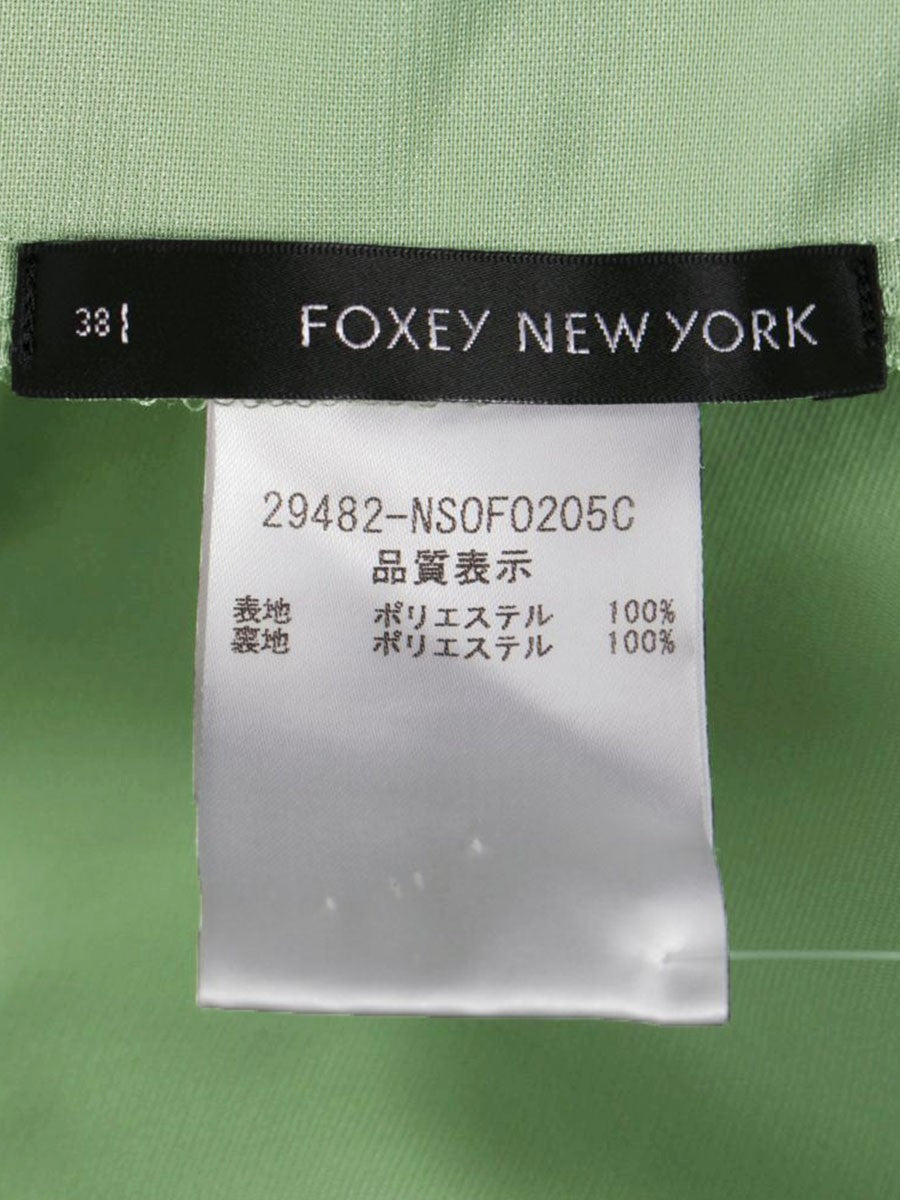 38 FOXEY NEW YORK
29482-NSOF0205C
品質表示
表地 ポリエステル 100%
裏地 ポリエステル 100%